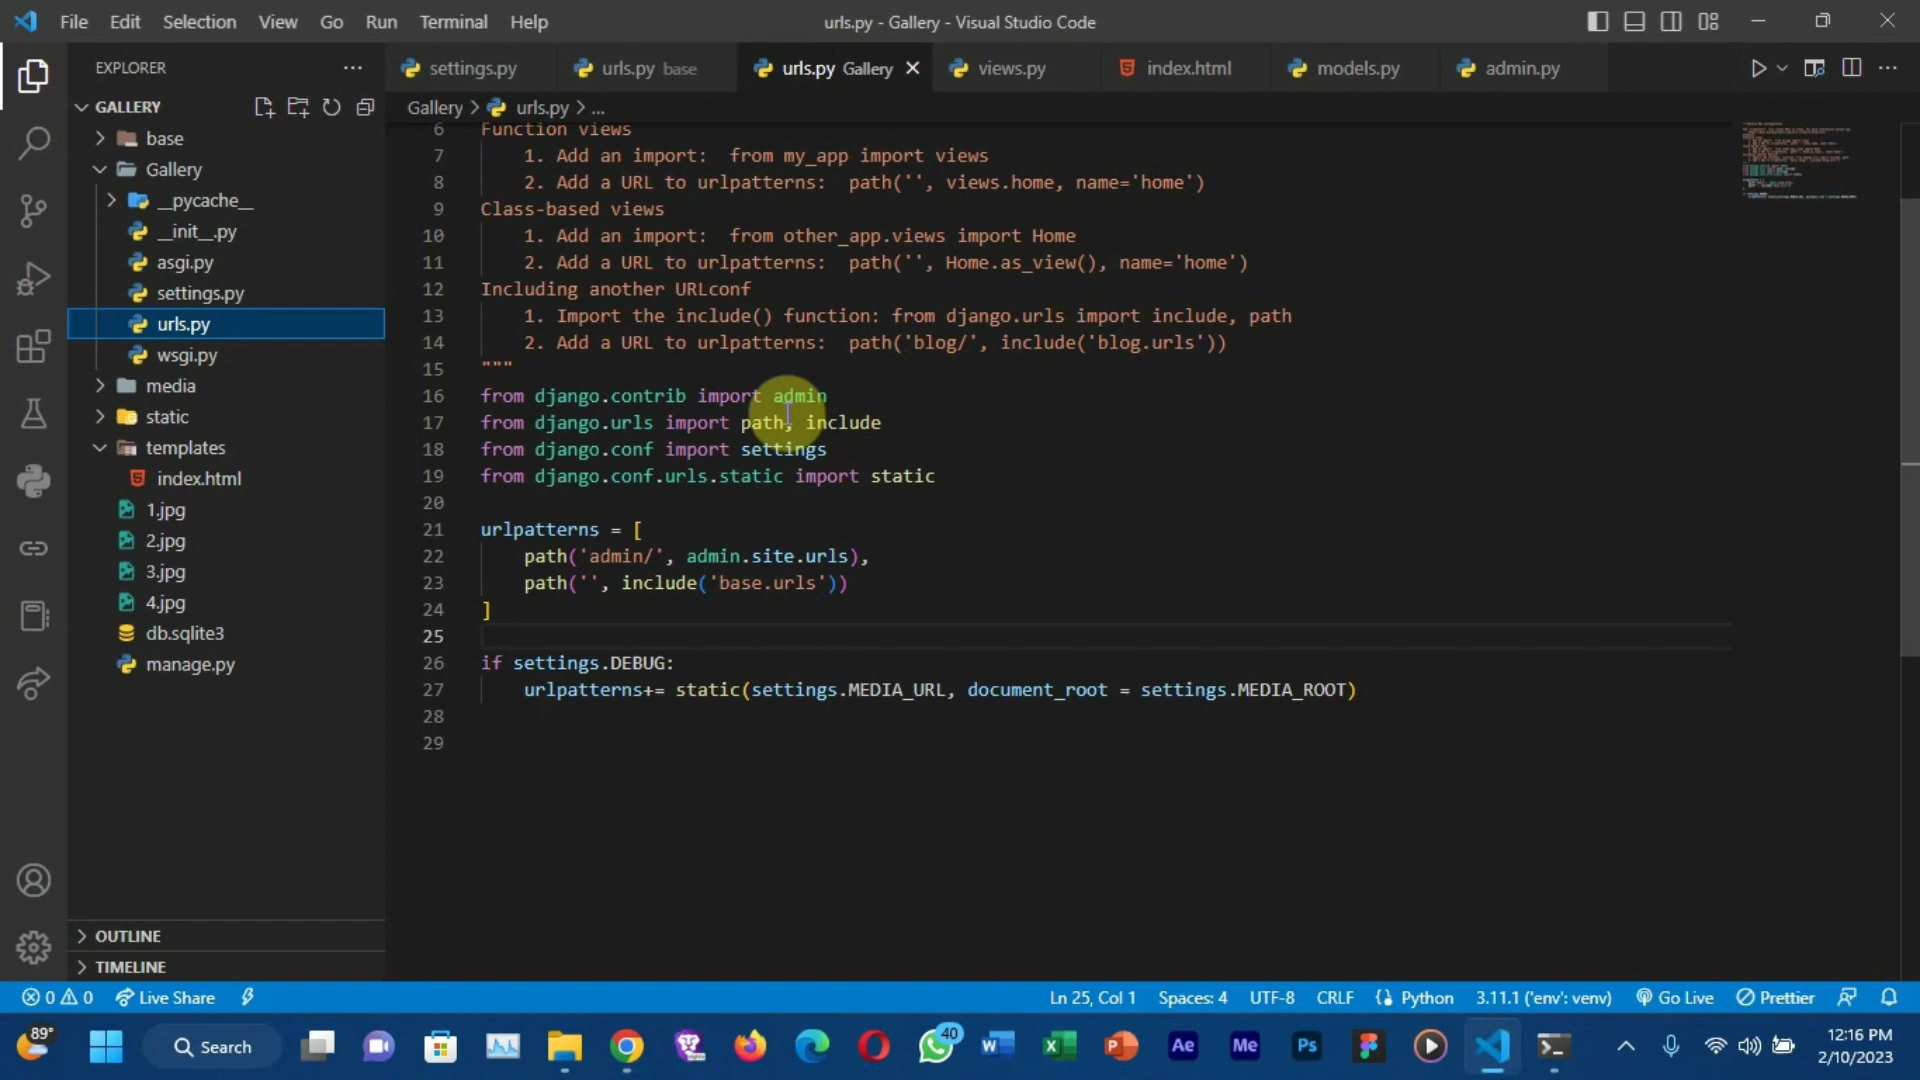 File Edit Selection View Go Run Terminal Help
urls.py - Gallery - Visual Studio Code
EXPLORER
settings.py
urls.py base
urls.py Gallery
views.py
index.html
models.py
admin.py
GALLERY
Gallery > urls.py > ...
base
Gallery
__pycache__
__init__.py
asgi.py
settings.py
urls.py
wsgi.py
media
static
templates
index.html
1.jpg
2.jpg
3.jpg
4.jpg
db.sqlite3
manage.py
OUTLINE
TIMELINE
6 Function views
7 1. Add an import: from my_app import views
8 2. Add a URL to urlpatterns: path('', views.home, name='home')
9 Class-based views
10 1. Add an import: from other_app.views import Home
11 2. Add a URL to urlpatterns: path('', Home.as_view(), name='home')
12 Including another URLconf
13 1. Import the include() function: from django.urls import include, path
14 2. Add a URL to urlpatterns: path('blog/', include('blog.urls'))
15 """
16 from django.contrib import admin
17 from django.urls import path, include
18 from django.conf import settings
19 from django.conf.urls.static import static
20
21 urlpatterns = [
22 path('admin/', admin.site.urls),
23 path('', include('base.urls'))
24 ]
25
26 if settings.DEBUG:
27 urlpatterns+= static(settings.MEDIA_URL, document_root = settings.MEDIA_ROOT)
28
29
0 0 Live Share
Ln 25, Col 1 Spaces: 4 UTF-8 CRLF Python 3.11.1 ('env': venv) Go Live Prettier
89°
Search
40
Ae
Me
Ps
12:16 PM
2/10/2023